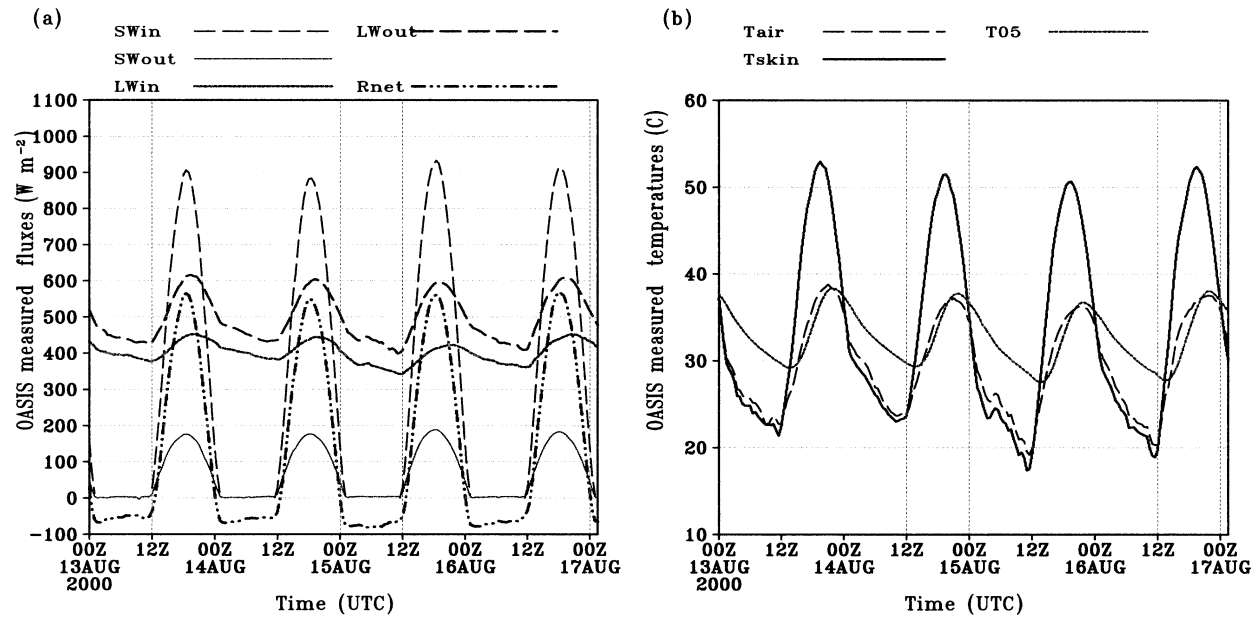 (a)
SWin
LWout
SWout
LWin
Rnet
OASIS measured fluxes (W m⁻²)
1100
1000
900
800
700
600
500
400
300
200
100
0
−100
00Z 12Z 00Z 12Z 00Z 12Z 00Z 12Z 00Z
13AUG 14AUG 15AUG 16AUG 17AUG
2000
Time (UTC)
(b)
Tair
T05
Tskin
OASIS measured temperatures (C)
60
50
40
30
20
10
00Z 12Z 00Z 12Z 00Z 12Z 00Z 12Z 00Z
13AUG 14AUG 15AUG 16AUG 17AUG
2000
Time (UTC)